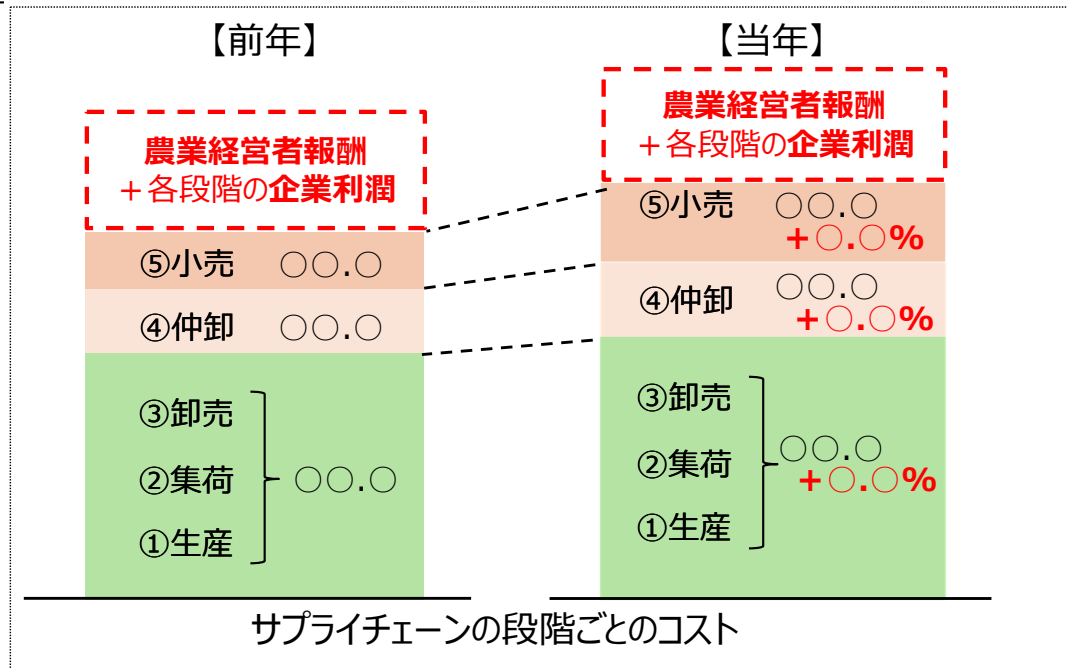 【前年】
農業経営者報酬
＋各段階の企業利潤
⑤小売 ○○.○
④仲卸 ○○.○
③卸売
②集荷 ○○.○
①生産
【当年】
農業経営者報酬
＋各段階の企業利潤
⑤小売 ○○.○
+○.○%
④仲卸 ○○.○
+○.○%
③卸売
○○.○
②集荷 +○.○%
①生産
サプライチェーンの段階ごとのコスト